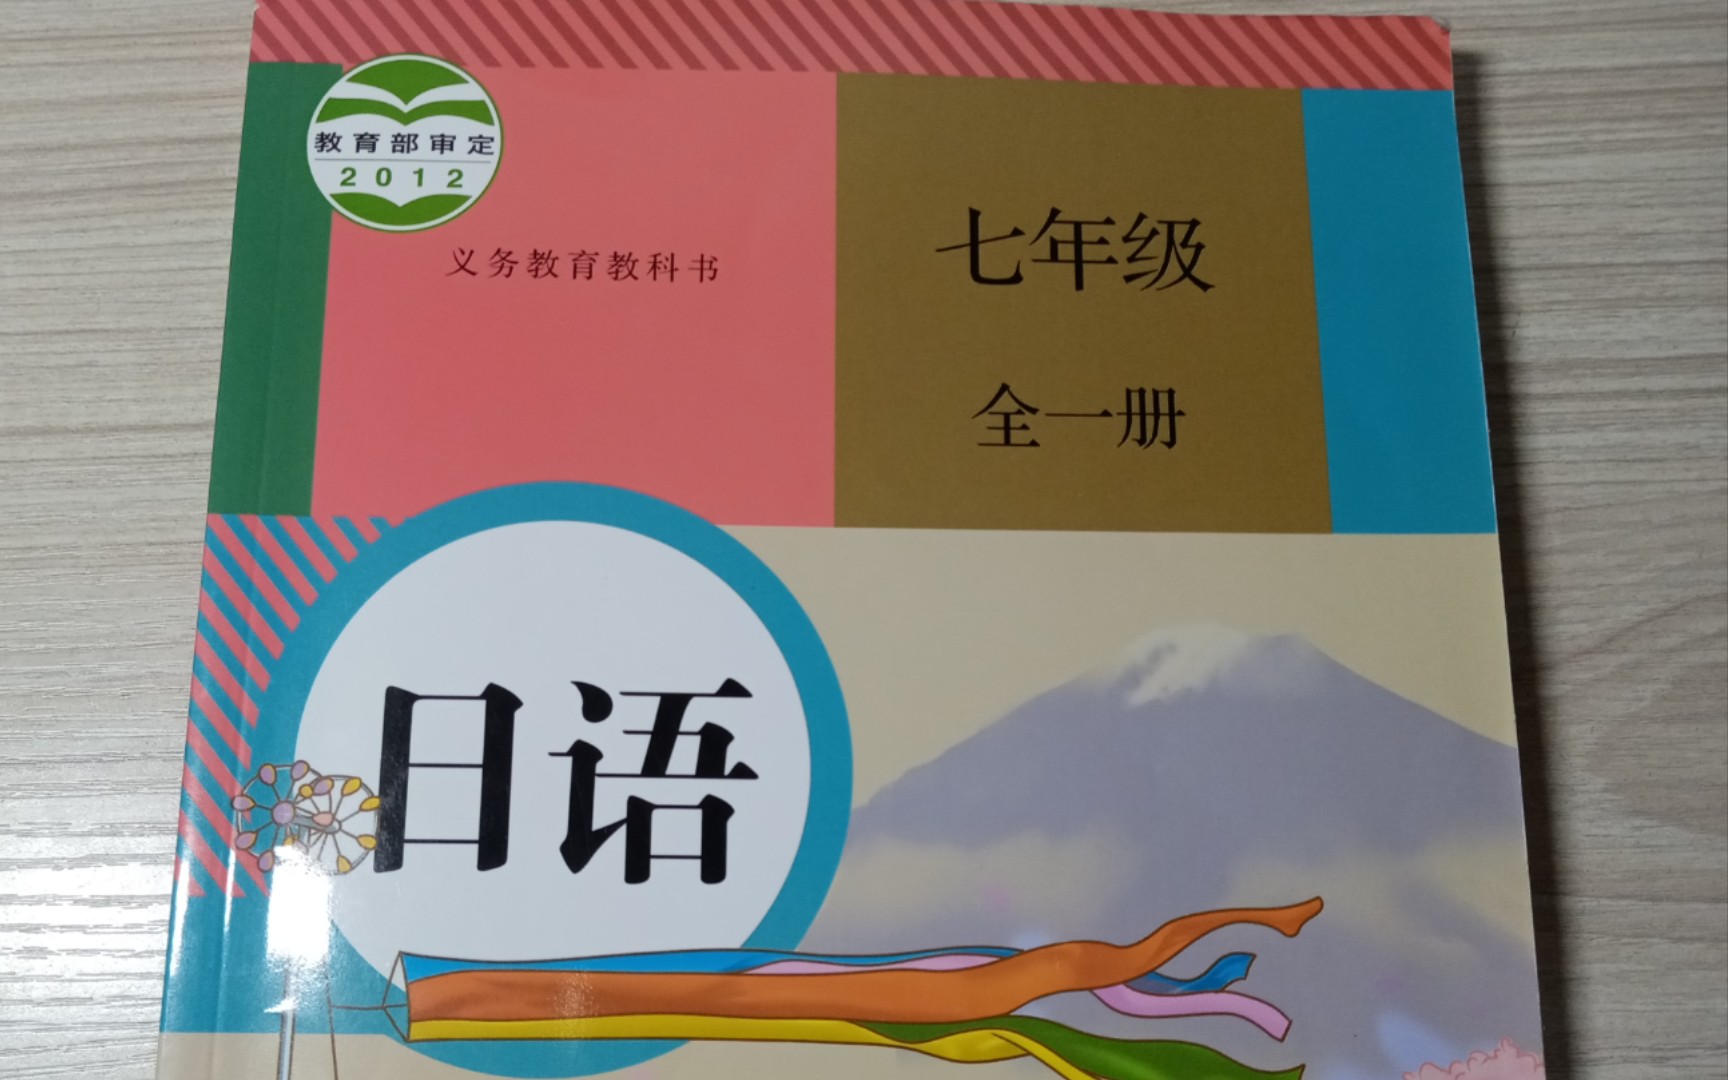 教育部审定
2012
义务教育教科书
七年级
全一册
日语